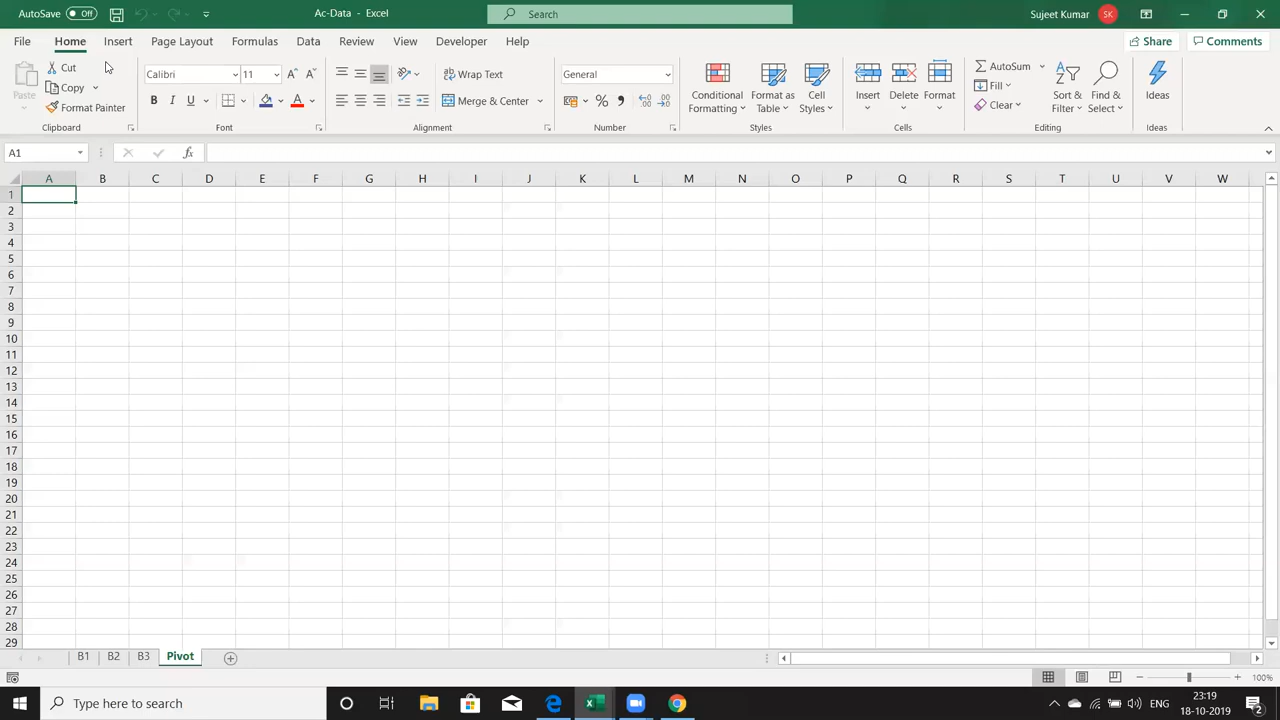 AutoSave Off
Ac-Data - Excel
Search
Sujeet Kumar SK
File Home Insert Page Layout Formulas Data Review View Developer Help
Share Comments
Paste
Cut
Copy
Format Painter
Calibri 11
B I U A
Wrap Text
Merge & Center
General
Conditional Formatting
Format as Table
Cell Styles
Insert Delete Format
AutoSum
Fill
Clear
Sort & Filter
Find & Select
Ideas
Clipboard Font Alignment Number Styles Cells Editing Ideas
A1 fx
A B C D E F G H I J K L M N O P Q R S T U V W
1
2
3
4
5
6
7
8
9
10
11
12
13
14
15
16
17
18
19
20
21
22
23
24
25
26
27
28
29
B1 B2 B3 Pivot
100%
Type here to search
ENG
23:19
18-10-2019
2